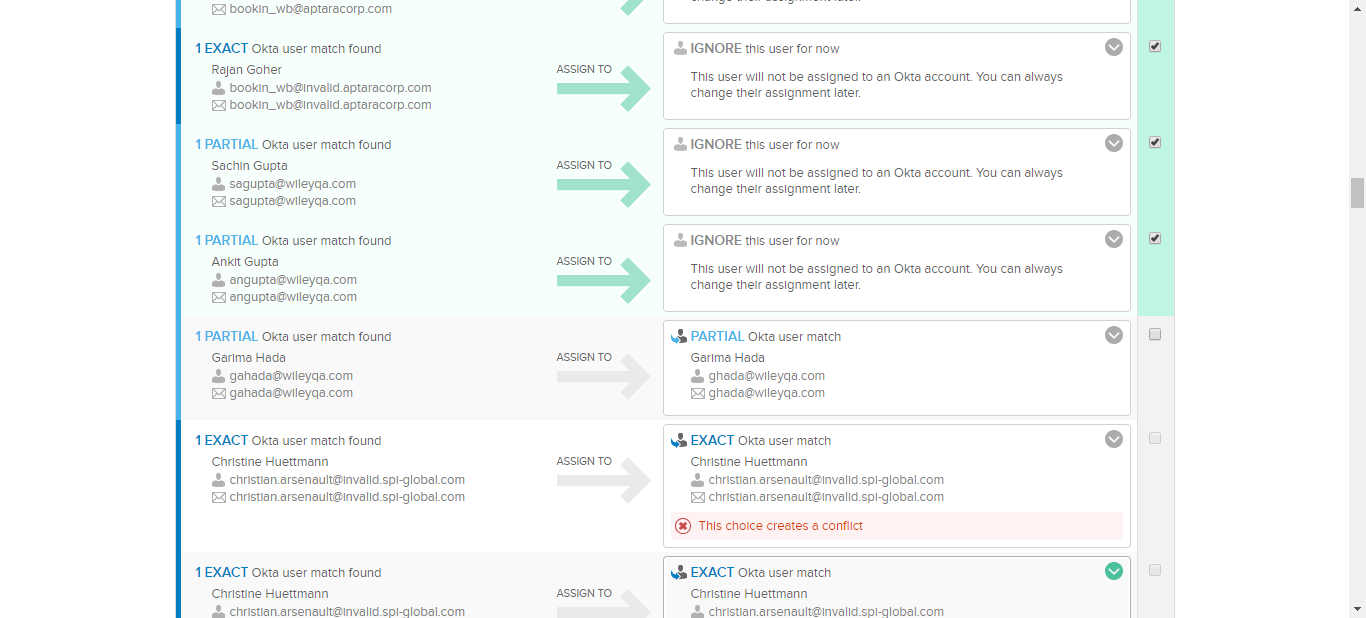 bookin_wb@aptaracorp.com
1 EXACT Okta user match found
Rajan Goher
bookin_wb@invalid.aptaracorp.com
bookin_wb@invalid.aptaracorp.com
ASSIGN TO
IGNORE this user for now
This user will not be assigned to an Okta account. You can always
change their assignment later.
1 PARTIAL Okta user match found
Sachin Gupta
sagupta@wileyqa.com
sagupta@wileyqa.com
ASSIGN TO
IGNORE this user for now
This user will not be assigned to an Okta account. You can always
change their assignment later.
1 PARTIAL Okta user match found
Ankit Gupta
angupta@wileyqa.com
angupta@wileyqa.com
ASSIGN TO
IGNORE this user for now
This user will not be assigned to an Okta account. You can always
change their assignment later.
1 PARTIAL Okta user match found
Garima Hada
gahada@wileyqa.com
gahada@wileyqa.com
ASSIGN TO
PARTIAL Okta user match
Garima Hada
ghada@wileyqa.com
ghada@wileyqa.com
1 EXACT Okta user match found
Christine Huettmann
christian.arsenault@invalid.spi-global.com
christian.arsenault@invalid.spi-global.com
ASSIGN TO
EXACT Okta user match
Christine Huettmann
christian.arsenault@invalid.spi-global.com
christian.arsenault@invalid.spi-global.com
This choice creates a conflict
1 EXACT Okta user match found
Christine Huettmann
christian.arsenault@invalid.spi-global.com
ASSIGN TO
EXACT Okta user match
Christine Huettmann
christian.arsenault@invalid.spi-global.com